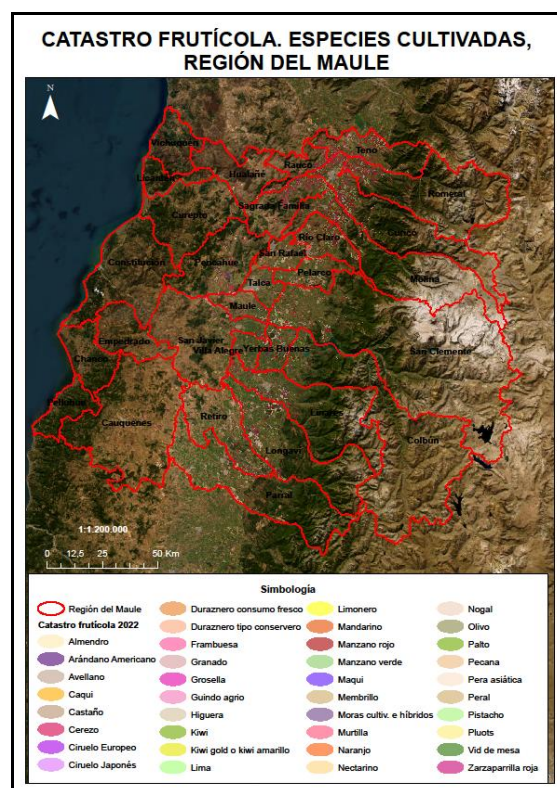 CATASTRO FRUTÍCOLA. ESPECIES CULTIVADAS,
REGIÓN DEL MAULE
N
Vichuquén
Teno
Rauco
Hualañé
Licantén
Romeral
Sagrada Familia
Curepto
Río Claro
Curicó
San Rafael
Constitución
Pencahue
Pelarco
Molina
Talca
Maule
Empedrado
San Javier
San Clemente
Villa Alegre
Yerbas Buenas
Chanco
Pelluhue
Retiro
Linares
Cauquenes
Colbún
Longaví
Parral
1:1.200.000
0 12,5 25 50 Km
Simbología
Región del Maule
Catastro frutícola 2022
Almendro
Arándano Americano
Avellano
Caqui
Castaño
Cerezo
Ciruelo Europeo
Ciruelo Japonés
Duraznero consumo fresco
Duraznero tipo conservero
Frambuesa
Granado
Grosella
Guindo agrio
Higuera
Kiwi
Kiwi gold o kiwi amarillo
Lima
Limonero
Mandarino
Manzano rojo
Manzano verde
Maqui
Membrillo
Moras cultiv. e híbridos
Murtilla
Naranjo
Nectarino
Nogal
Olivo
Palto
Pecana
Pera asiática
Peral
Pistacho
Pluots
Vid de mesa
Zarzaparrilla roja